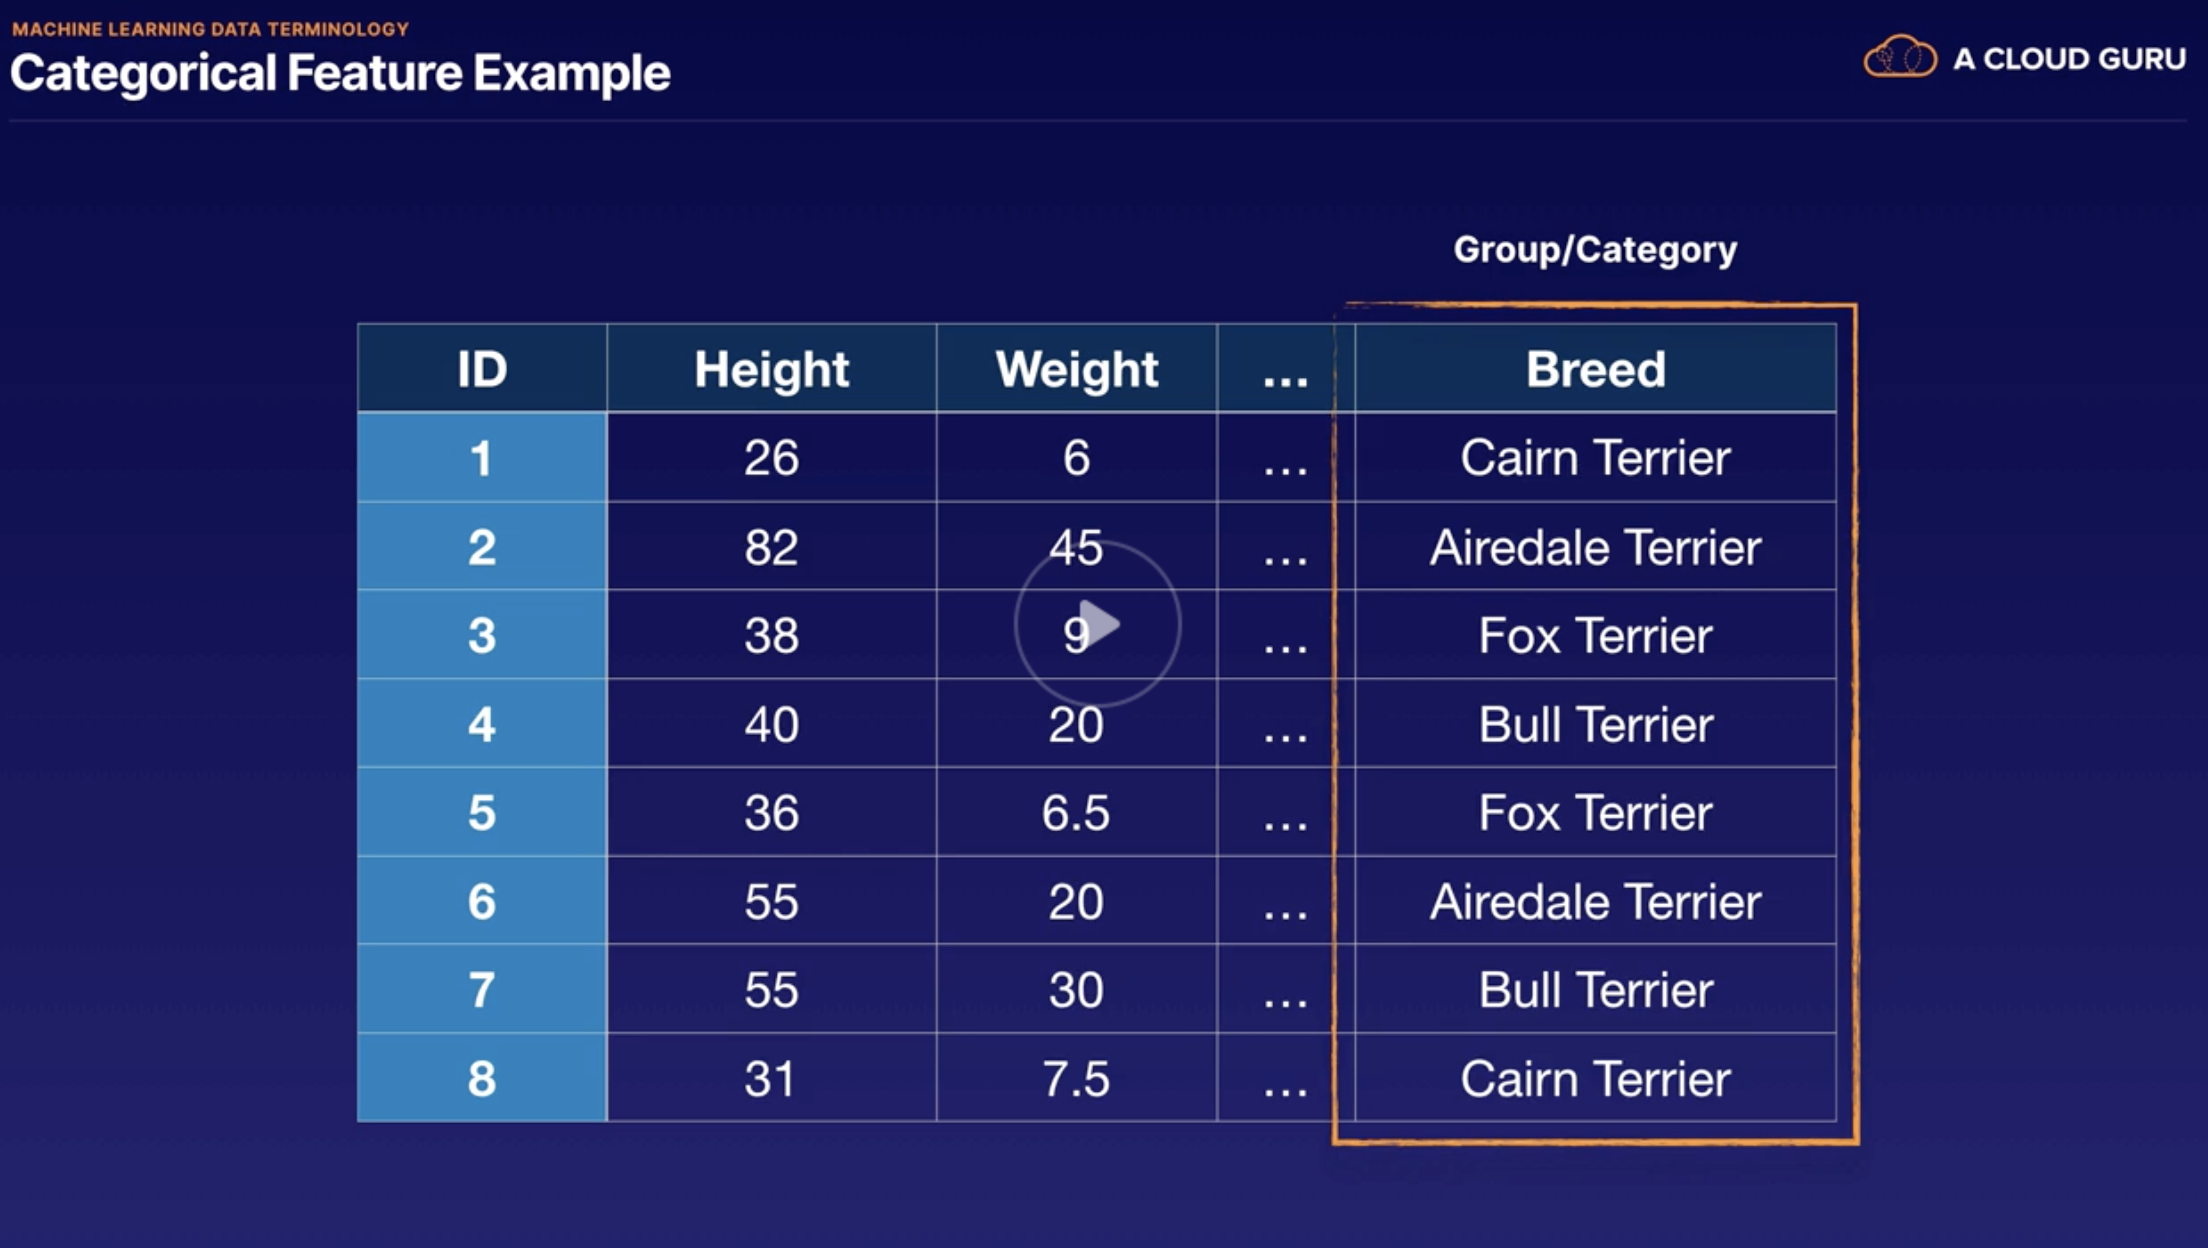 MACHINE LEARNING DATA TERMINOLOGY
Categorical Feature Example
A CLOUD GURU
Group/Category
ID Height Weight ... Breed
1 26 6 ... Cairn Terrier
2 82 45 ... Airedale Terrier
3 38 9 ... Fox Terrier
4 40 20 ... Bull Terrier
5 36 6.5 ... Fox Terrier
6 55 20 ... Airedale Terrier
7 55 30 ... Bull Terrier
8 31 7.5 ... Cairn Terrier